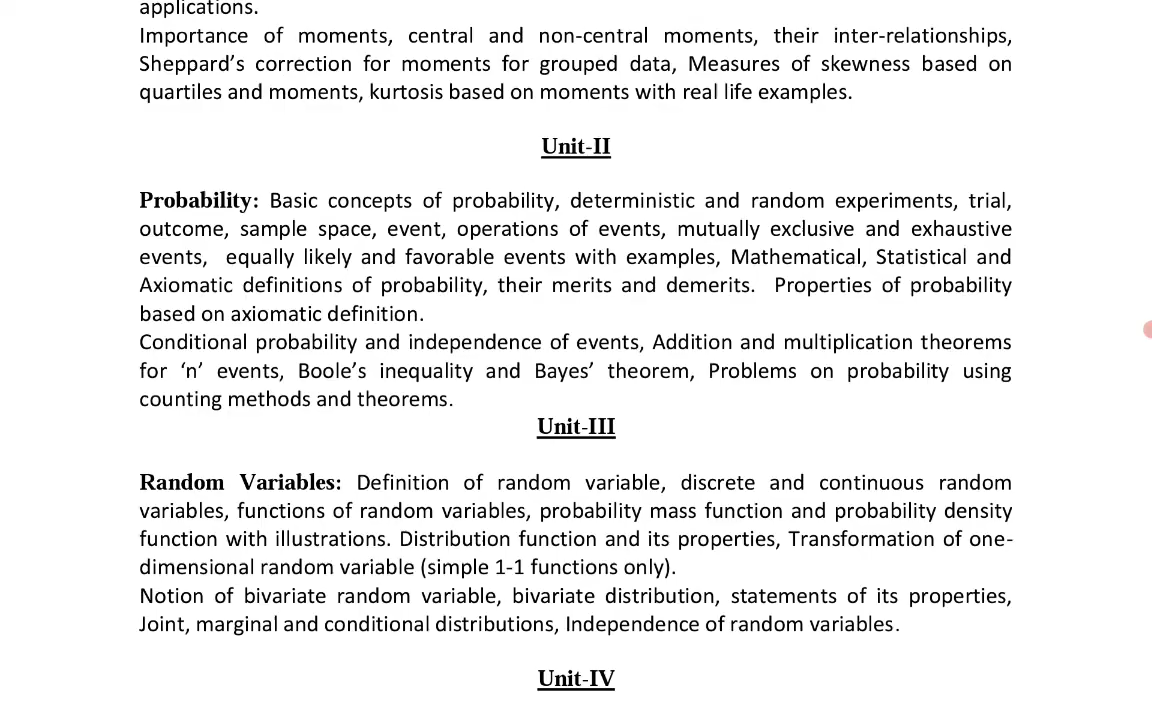 applications.
Importance of moments, central and non-central moments, their inter-relationships,
Sheppard’s correction for moments for grouped data, Measures of skewness based on
quartiles and moments, kurtosis based on moments with real life examples.
Unit-II
Probability: Basic concepts of probability, deterministic and random experiments, trial,
outcome, sample space, event, operations of events, mutually exclusive and exhaustive
events,  equally likely and favorable events with examples, Mathematical, Statistical and
Axiomatic definitions of probability, their merits and demerits.  Properties of probability
based on axiomatic definition.
Conditional probability and independence of events, Addition and multiplication theorems
for ‘n’ events, Boole’s inequality and Bayes’ theorem, Problems on probability using
counting methods and theorems.
Unit-III
Random Variables: Definition of random variable, discrete and continuous random
variables, functions of random variables, probability mass function and probability density
function with illustrations. Distribution function and its properties, Transformation of one-
dimensional random variable (simple 1-1 functions only).
Notion of bivariate random variable, bivariate distribution, statements of its properties,
Joint, marginal and conditional distributions, Independence of random variables.
Unit-IV